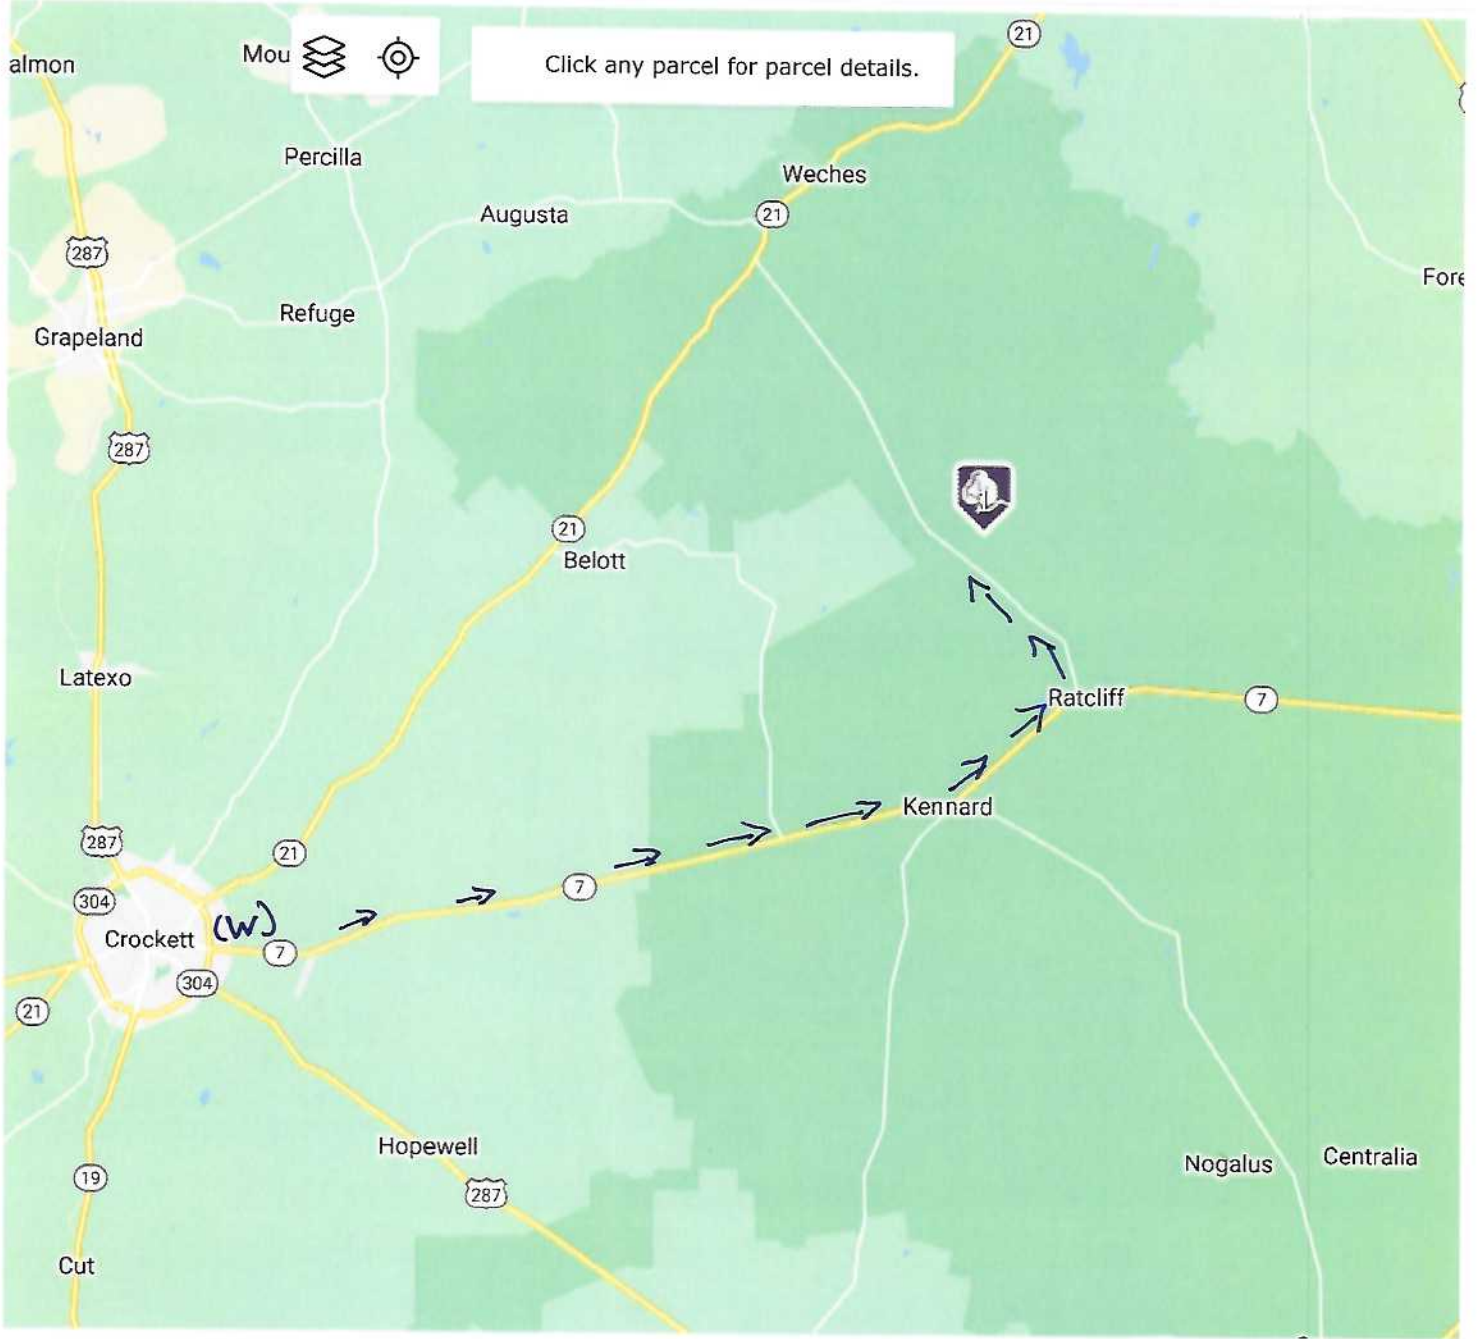 21
almon
Mou
Click any parcel for parcel details.
Percilla
Weches
Augusta
21
287
Fore
Refuge
Grapeland
287
21
Belott
Latexo
Ratcliff
7
Kennard
287
21
7
304
(W)
Crockett
7
304
21
Hopewell
Nogalus
Centralia
19
287
Cut